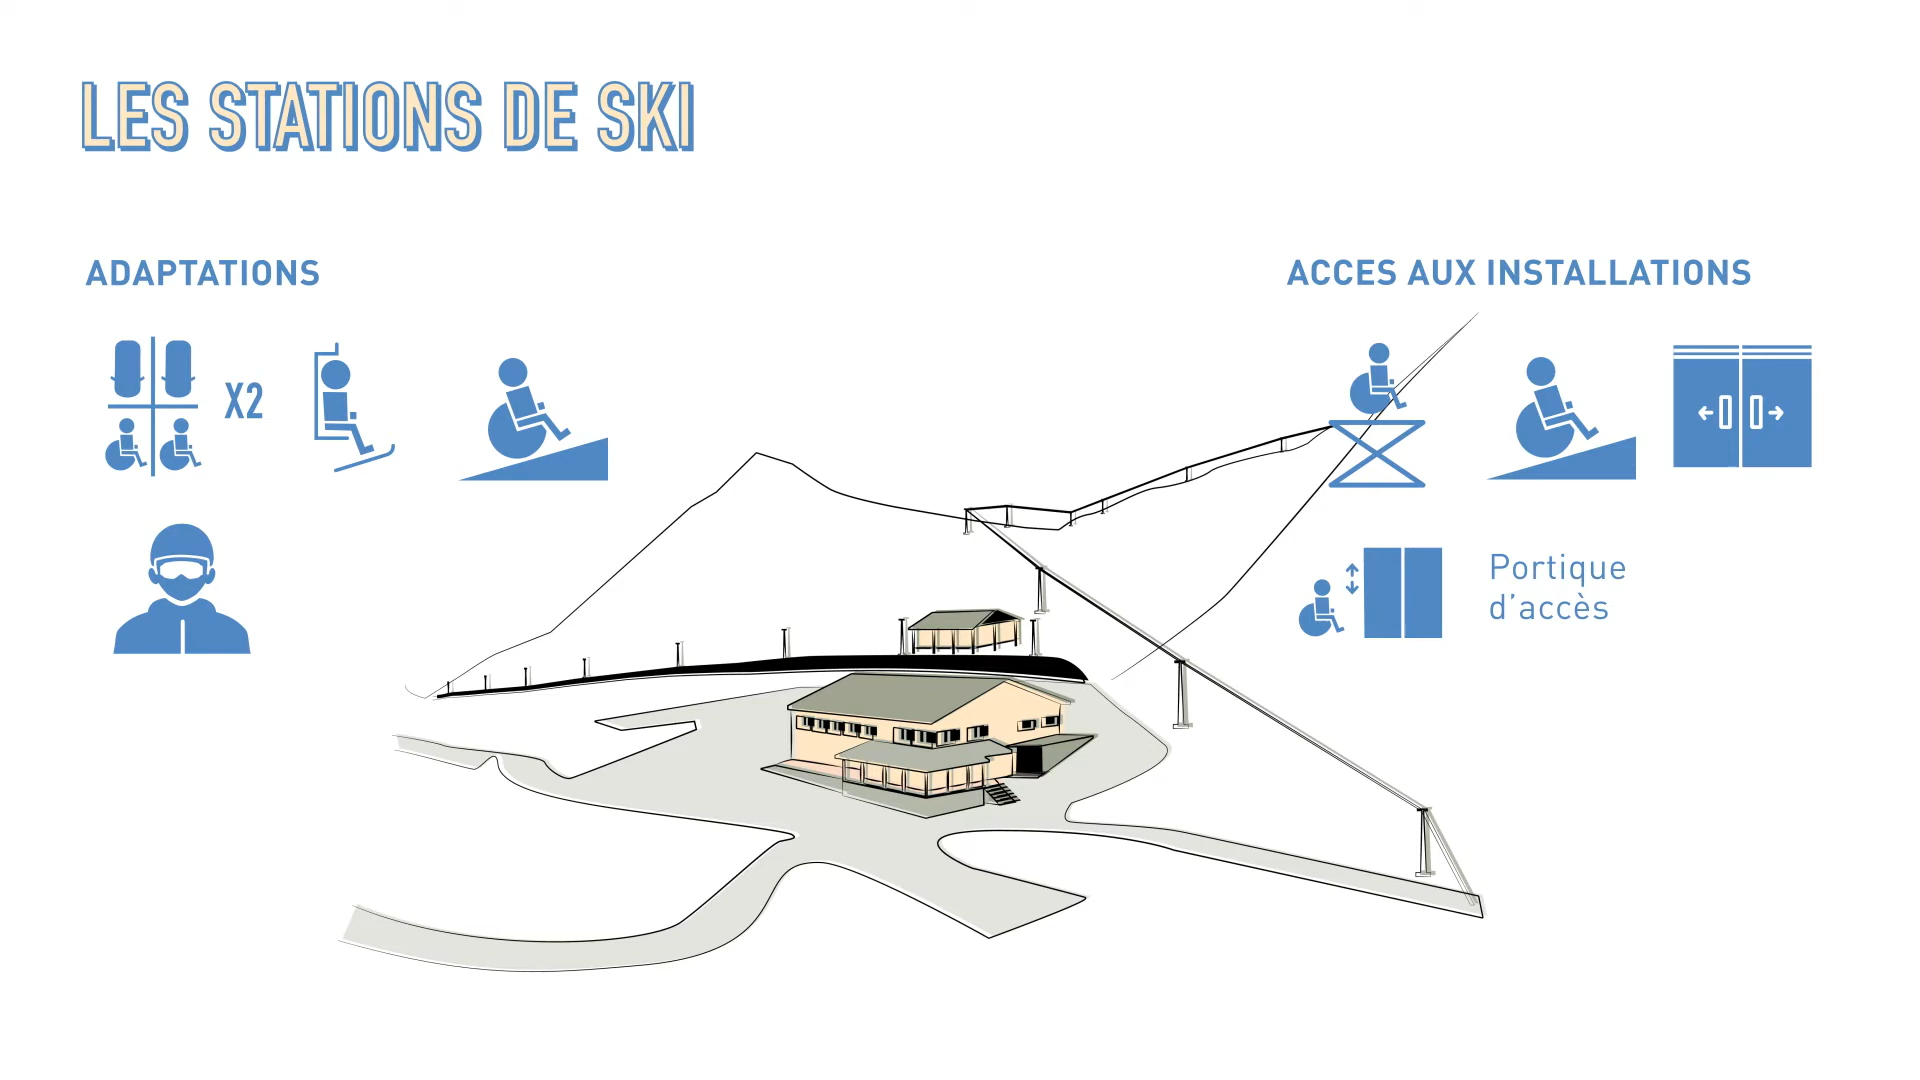 LES STATIONS DE SKI
ADAPTATIONS
X2
ACCES AUX INSTALLATIONS
Portique
d'accès